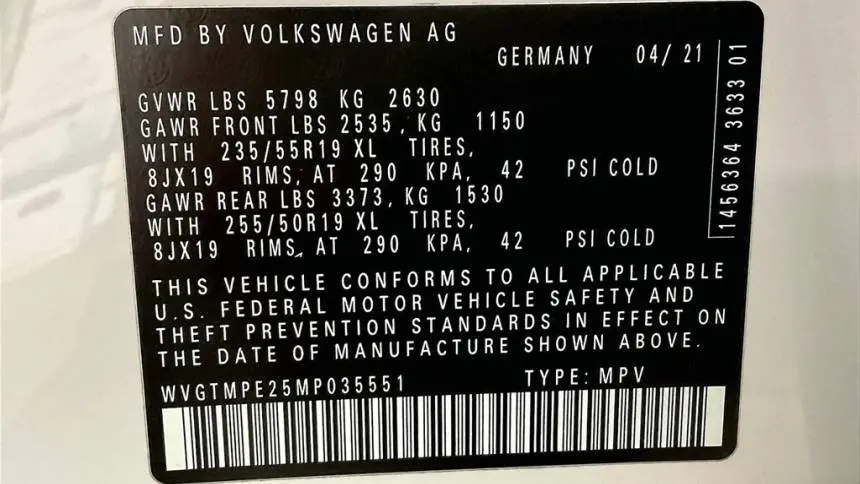 MFD BY VOLKSWAGEN AG
GERMANY 04/ 21
GVWR LBS 5798 KG 2630
GAWR FRONT LBS 2535, KG 1150
WITH 235/55R19 XL TIRES,
8JX19 RIMS, AT 290 KPA, 42 PSI COLD
GAWR REAR LBS 3373, KG 1530
WITH 255/50R19 XL TIRES,
8JX19 RIMS, AT 290 KPA, 42 PSI COLD
THIS VEHICLE CONFORMS TO ALL APPLICABLE
U.S. FEDERAL MOTOR VEHICLE SAFETY AND
THEFT PREVENTION STANDARDS IN EFFECT ON
THE DATE OF MANUFACTURE SHOWN ABOVE.
WVGTMPE25MP035551 TYPE: MPV
1456364 3633 01